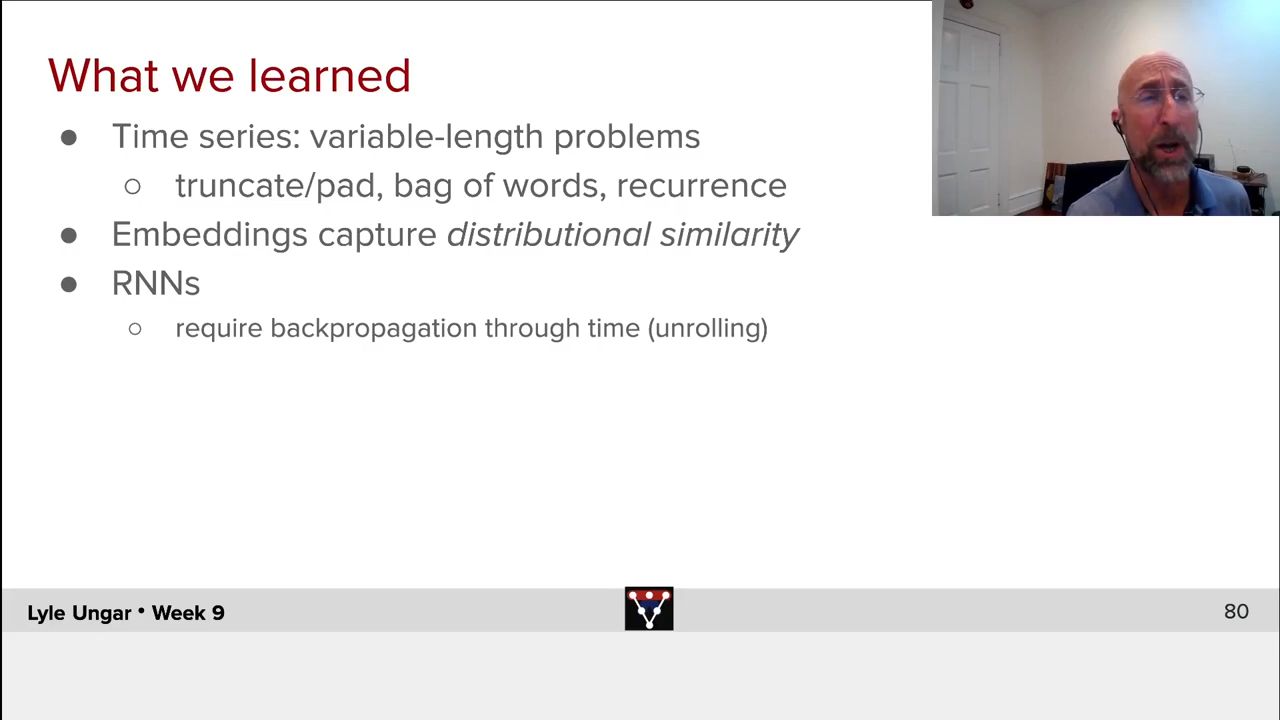 What we learned
● Time series: variable-length problems
○ truncate/pad, bag of words, recurrence
● Embeddings capture distributional similarity
● RNNs
○ require backpropagation through time (unrolling)
Lyle Ungar • Week 9
80